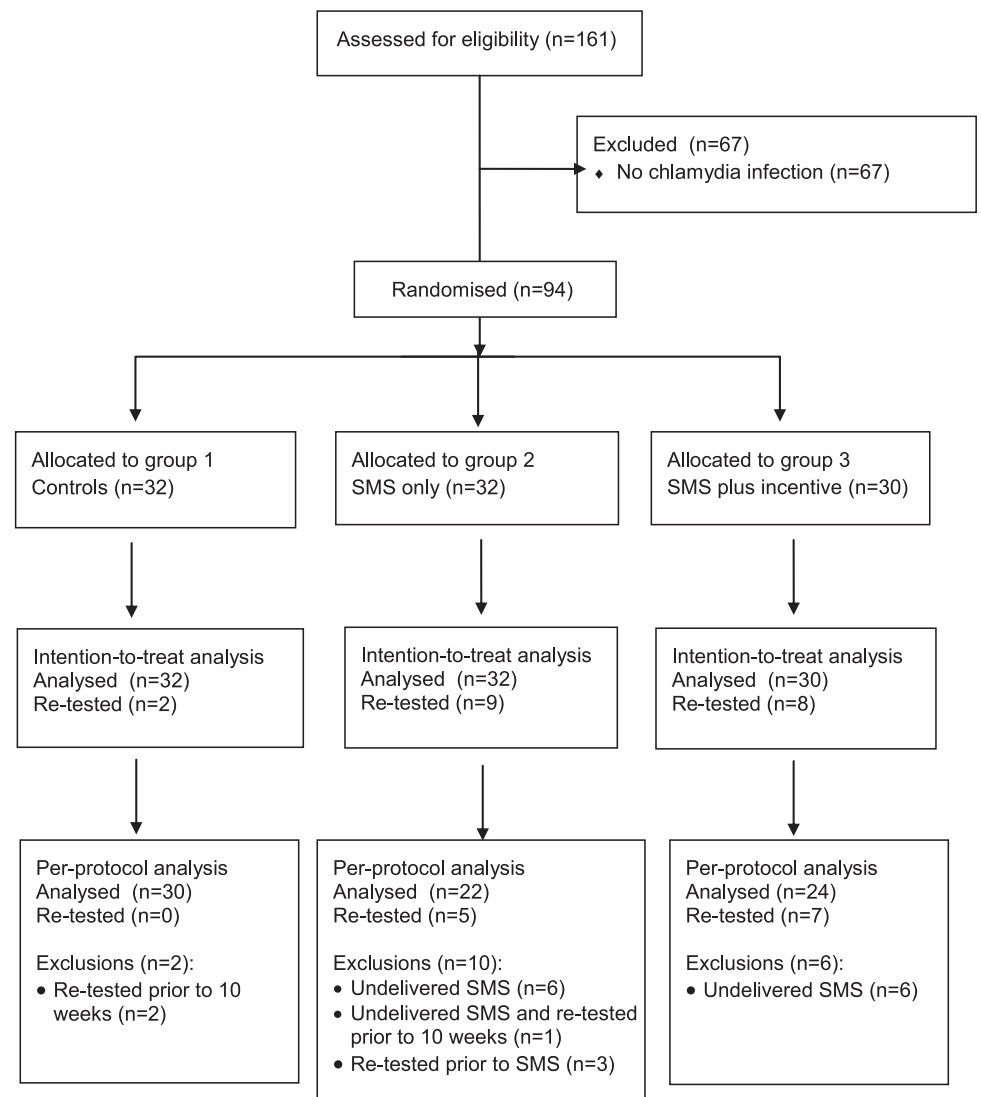 Assessed for eligibility (n=161)
Excluded (n=67)
♦ No chlamydia infection (n=67)
Randomised (n=94)
Allocated to group 1
Controls (n=32)
Allocated to group 2
SMS only (n=32)
Allocated to group 3
SMS plus incentive (n=30)
Intention-to-treat analysis
Analysed (n=32)
Re-tested (n=2)
Intention-to-treat analysis
Analysed (n=32)
Re-tested (n=9)
Intention-to-treat analysis
Analysed (n=30)
Re-tested (n=8)
Per-protocol analysis
Analysed (n=30)
Re-tested (n=0)
Exclusions (n=2):
• Re-tested prior to 10
weeks (n=2)
Per-protocol analysis
Analysed (n=22)
Re-tested (n=5)
Exclusions (n=10):
• Undelivered SMS (n=6)
• Undelivered SMS and re-tested
prior to 10 weeks (n=1)
• Re-tested prior to SMS (n=3)
Per-protocol analysis
Analysed (n=24)
Re-tested (n=7)
Exclusions (n=6):
• Undelivered SMS (n=6)